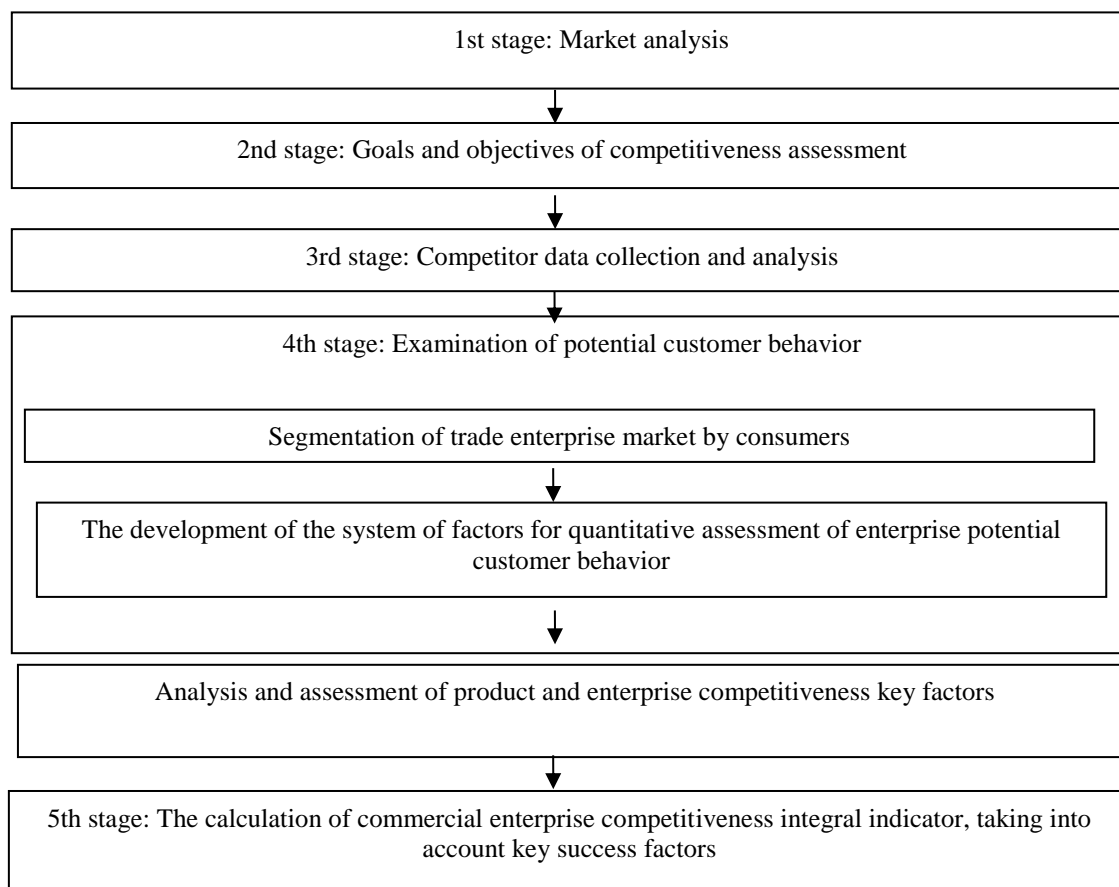 1st stage: Market analysis
2nd stage: Goals and objectives of competitiveness assessment
3rd stage: Competitor data collection and analysis
4th stage: Examination of potential customer behavior
Segmentation of trade enterprise market by consumers
The development of the system of factors for quantitative assessment of enterprise potential
customer behavior
Analysis and assessment of product and enterprise competitiveness key factors
5th stage: The calculation of commercial enterprise competitiveness integral indicator, taking into
account key success factors